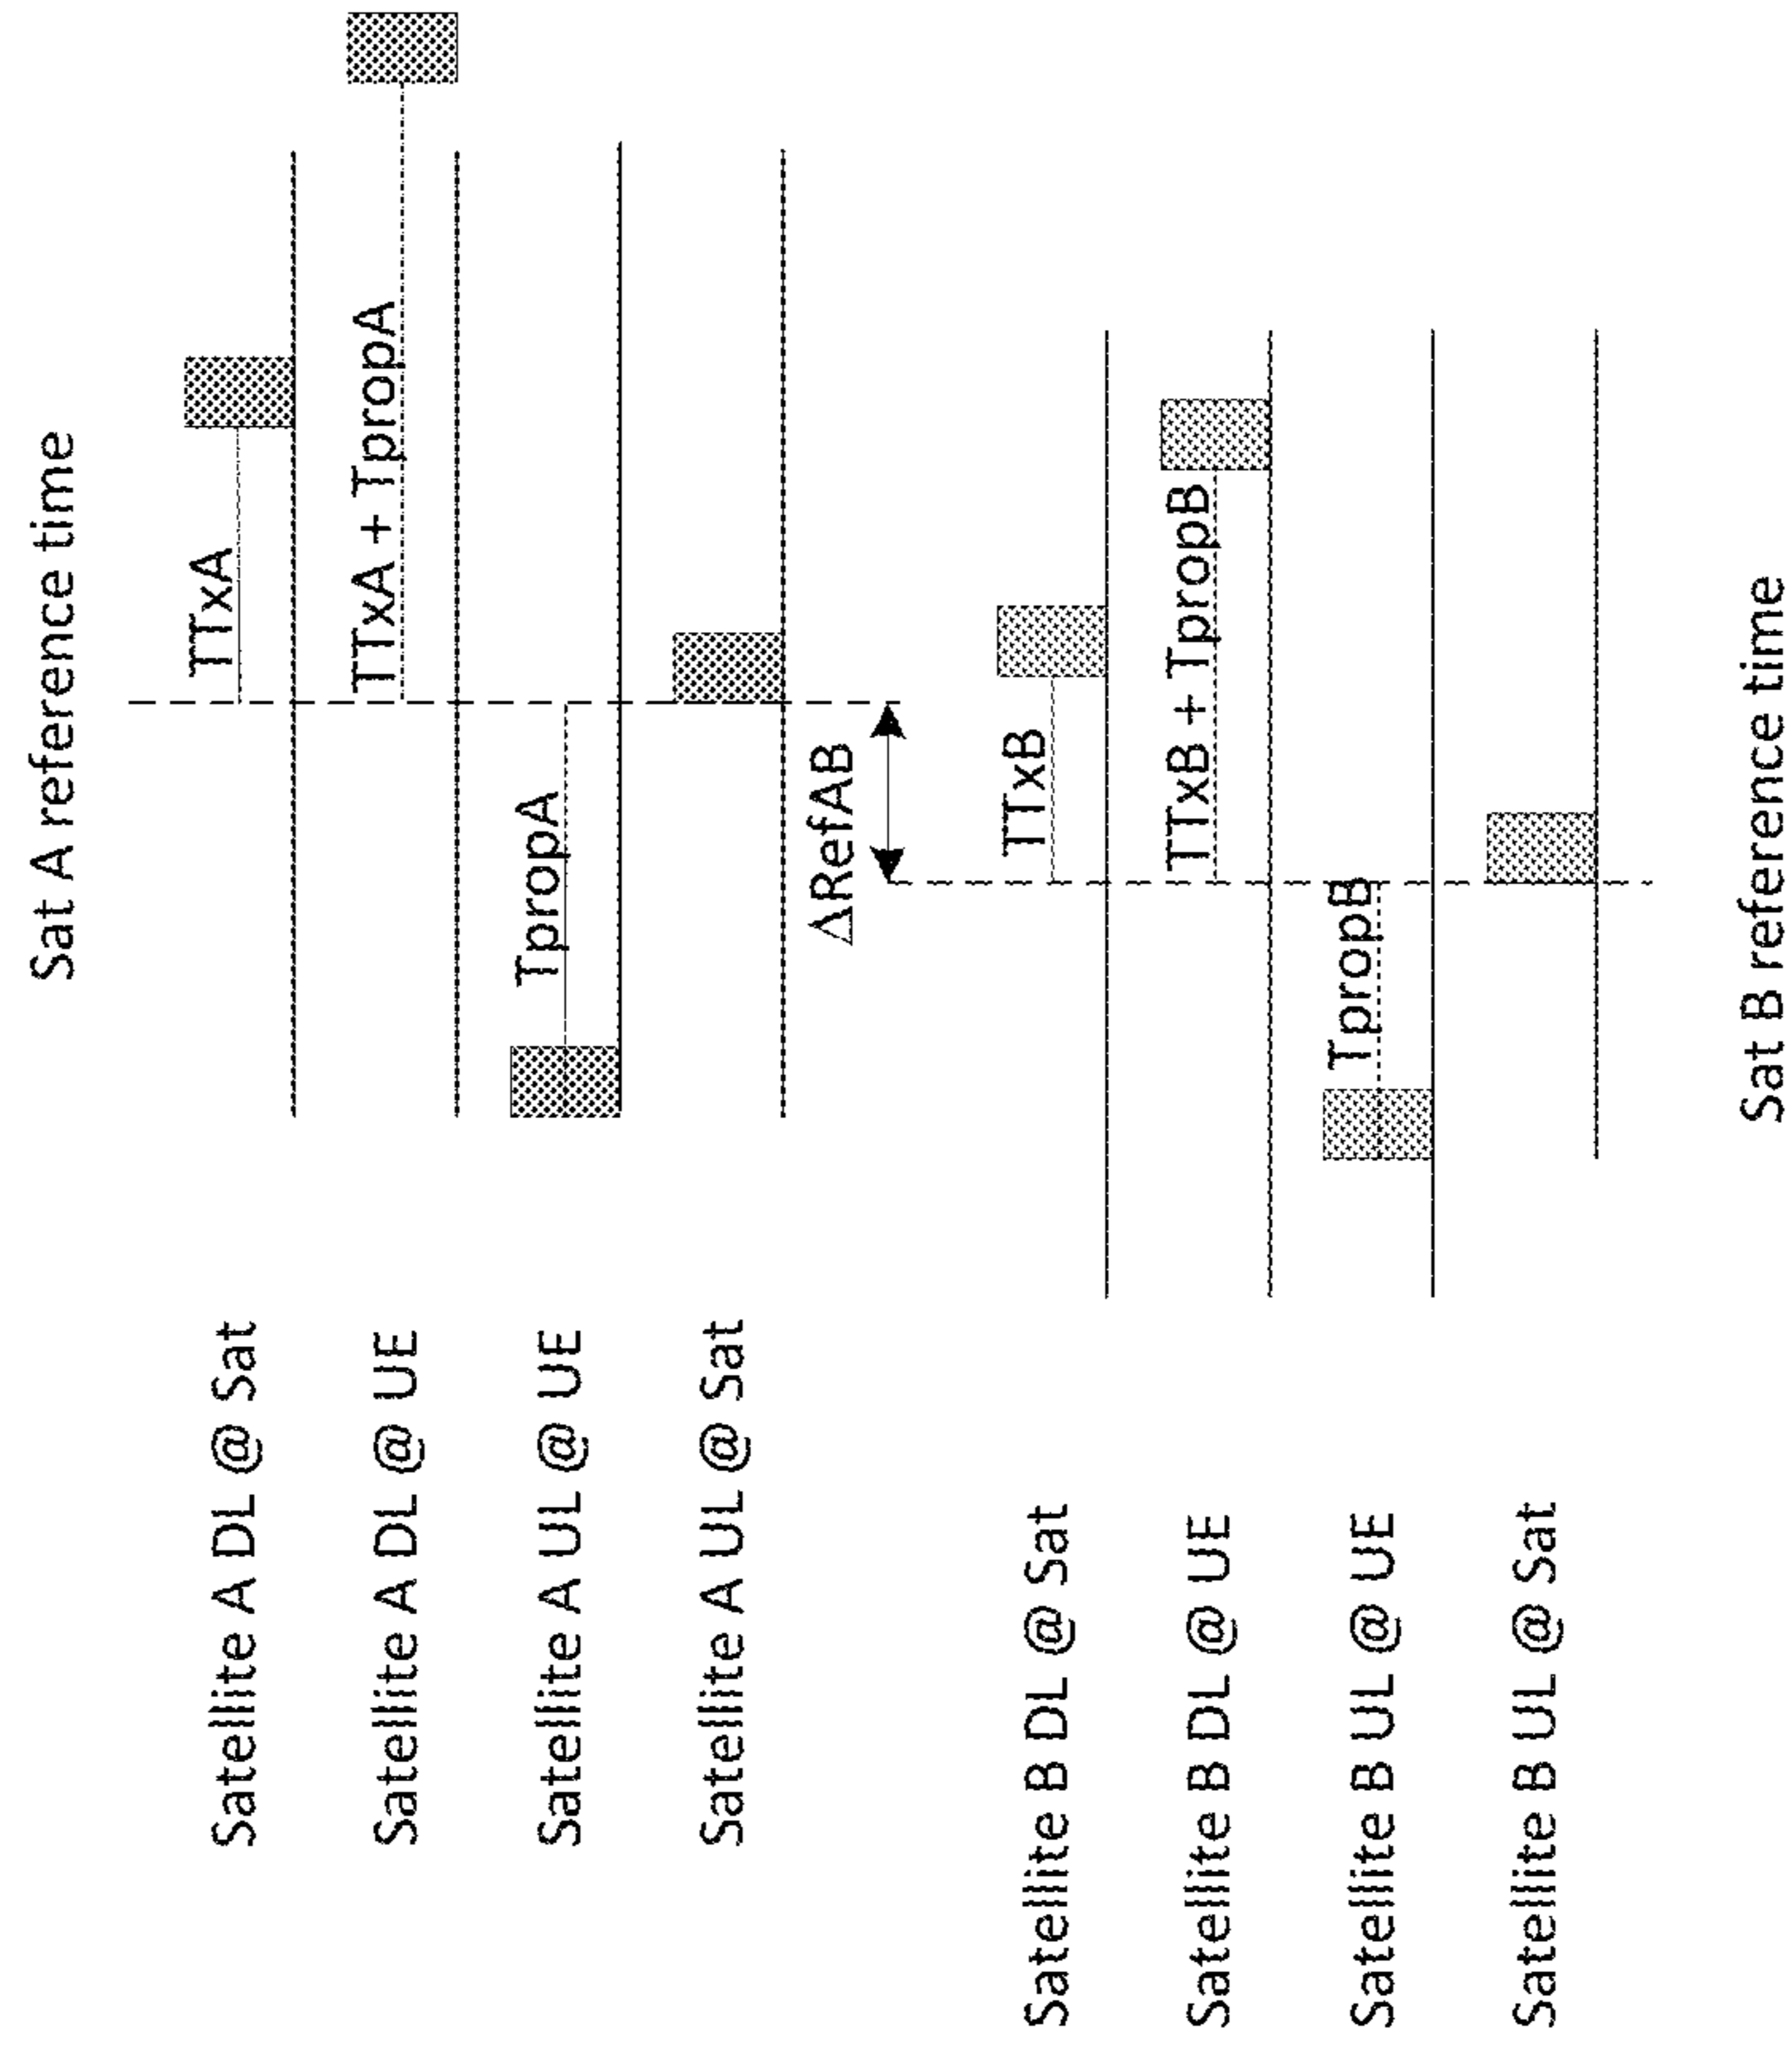 Sat A reference time
Satellite A DL @ Sat
TTxA
Satellite A DL @ UE
TTxA + TpropA
Satellite A UL @ UE
TpropA
Satellite A UL @ Sat
ΔRefAB
Satellite B DL @ Sat
TTxB
Satellite B DL @ UE
TTxB + TpropB
Satellite B UL @ UE
TpropB
Satellite B UL @ Sat
Sat B reference time